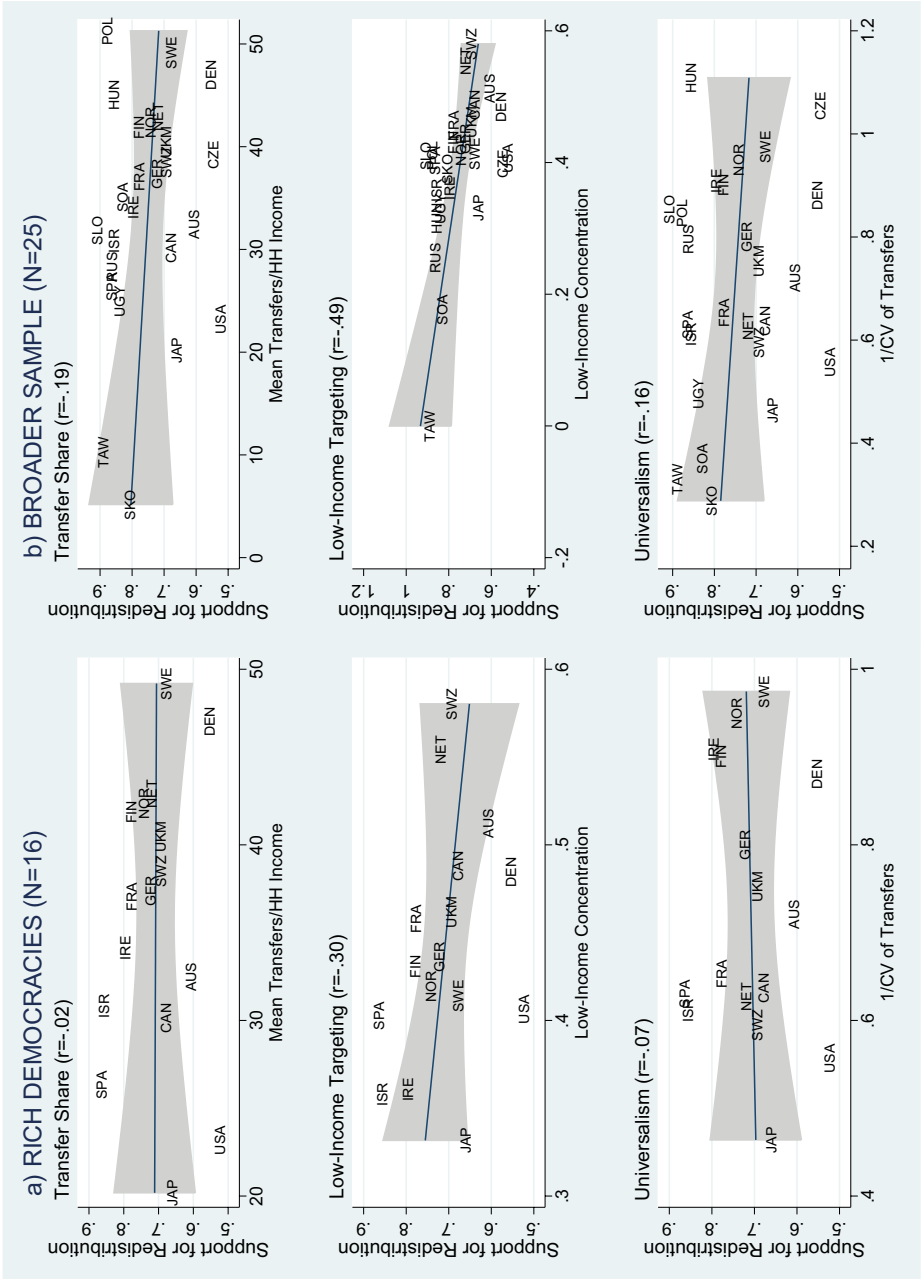 a) RICH DEMOCRACIES (N=16)
Transfer Share (r=-.02)
Support for Redistribution
.9
.8
.7
.6
.5
SPA
ISR
IRE
FRA
FIN
NOR
NET
GER
SWZ
UKM
SWE
CAN
AUS
DEN
USA
JAP
20
30
40
50
Mean Transfers/HH Income
Low-Income Targeting (r=-.30)
Support for Redistribution
.9
.8
.7
.6
.5
ISR
SPA
IRE
FIN
FRA
NOR
GER
NET
SWZ
UKM
SWE
CAN
JAP
AUS
DEN
USA
.3
.4
.5
.6
Low-Income Concentration
Universalism (r=-.07)
Support for Redistribution
.9
.8
.7
.6
.5
SPA
ISR
IRE
FIN
FRA
NOR
GER
NET
UKM
CAN
SWE
SWZ
JAP
AUS
DEN
USA
.4
.6
.8
1
1/CV of Transfers
b) BROADER SAMPLE (N=25)
Transfer Share (r=-.19)
Support for Redistribution
.9
.8
.7
.6
.5
TAW
SLO
POL
HUN
RUS
SPA
ISR
UGY
SOA
IRE
SKO
FIN
FRA
NOR
NET
GER
UKM
SWZ
SWE
CAN
JAP
AUS
DEN
CZE
USA
0
10
20
30
40
50
Mean Transfers/HH Income
Low-Income Targeting (r=-.49)
Support for Redistribution
1.2
1
.8
.6
.4
TAW
SOA
RUS
HUN
UGY
ISR
SLO
POL
SPA
SKO
IRE
FIN
FRA
NOR
GER
UKM
SWE
CAN
NET
SWZ
JAP
AUS
DEN
CZE
USA
-.2
0
.2
.4
.6
Low-Income Concentration
Universalism (r=-.16)
Support for Redistribution
.9
.8
.7
.6
.5
TAW
SOA
SKO
UGY
SPA
ISR
SLO
POL
RUS
HUN
IRE
FIN
FRA
NOR
GER
NET
UKM
CAN
SWZ
SWE
JAP
AUS
DEN
CZE
USA
.2
.4
.6
.8
1
1.2
1/CV of Transfers